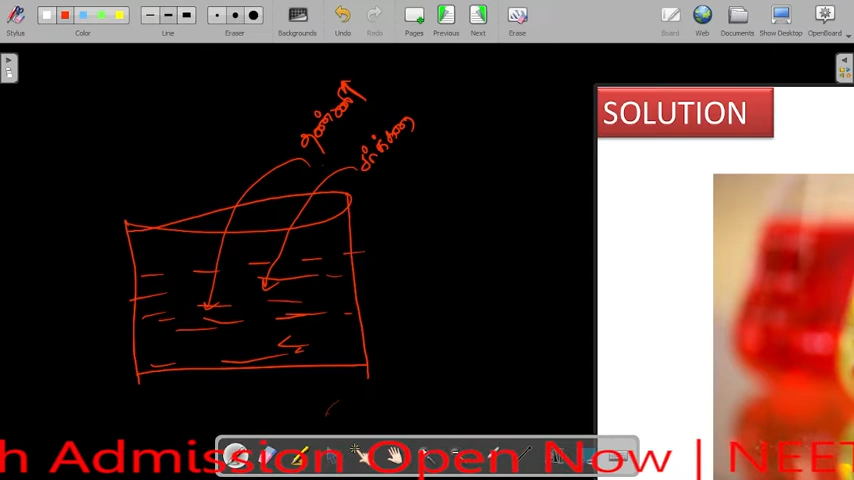 Stylus
Color
Line
Eraser
Backgrounds
Undo
Redo
Pages
Previous
Next
Erase
Board
Web
Documents
Show Desktop
OpenBoard
SOLUTION
h Admission Open Now | NEET